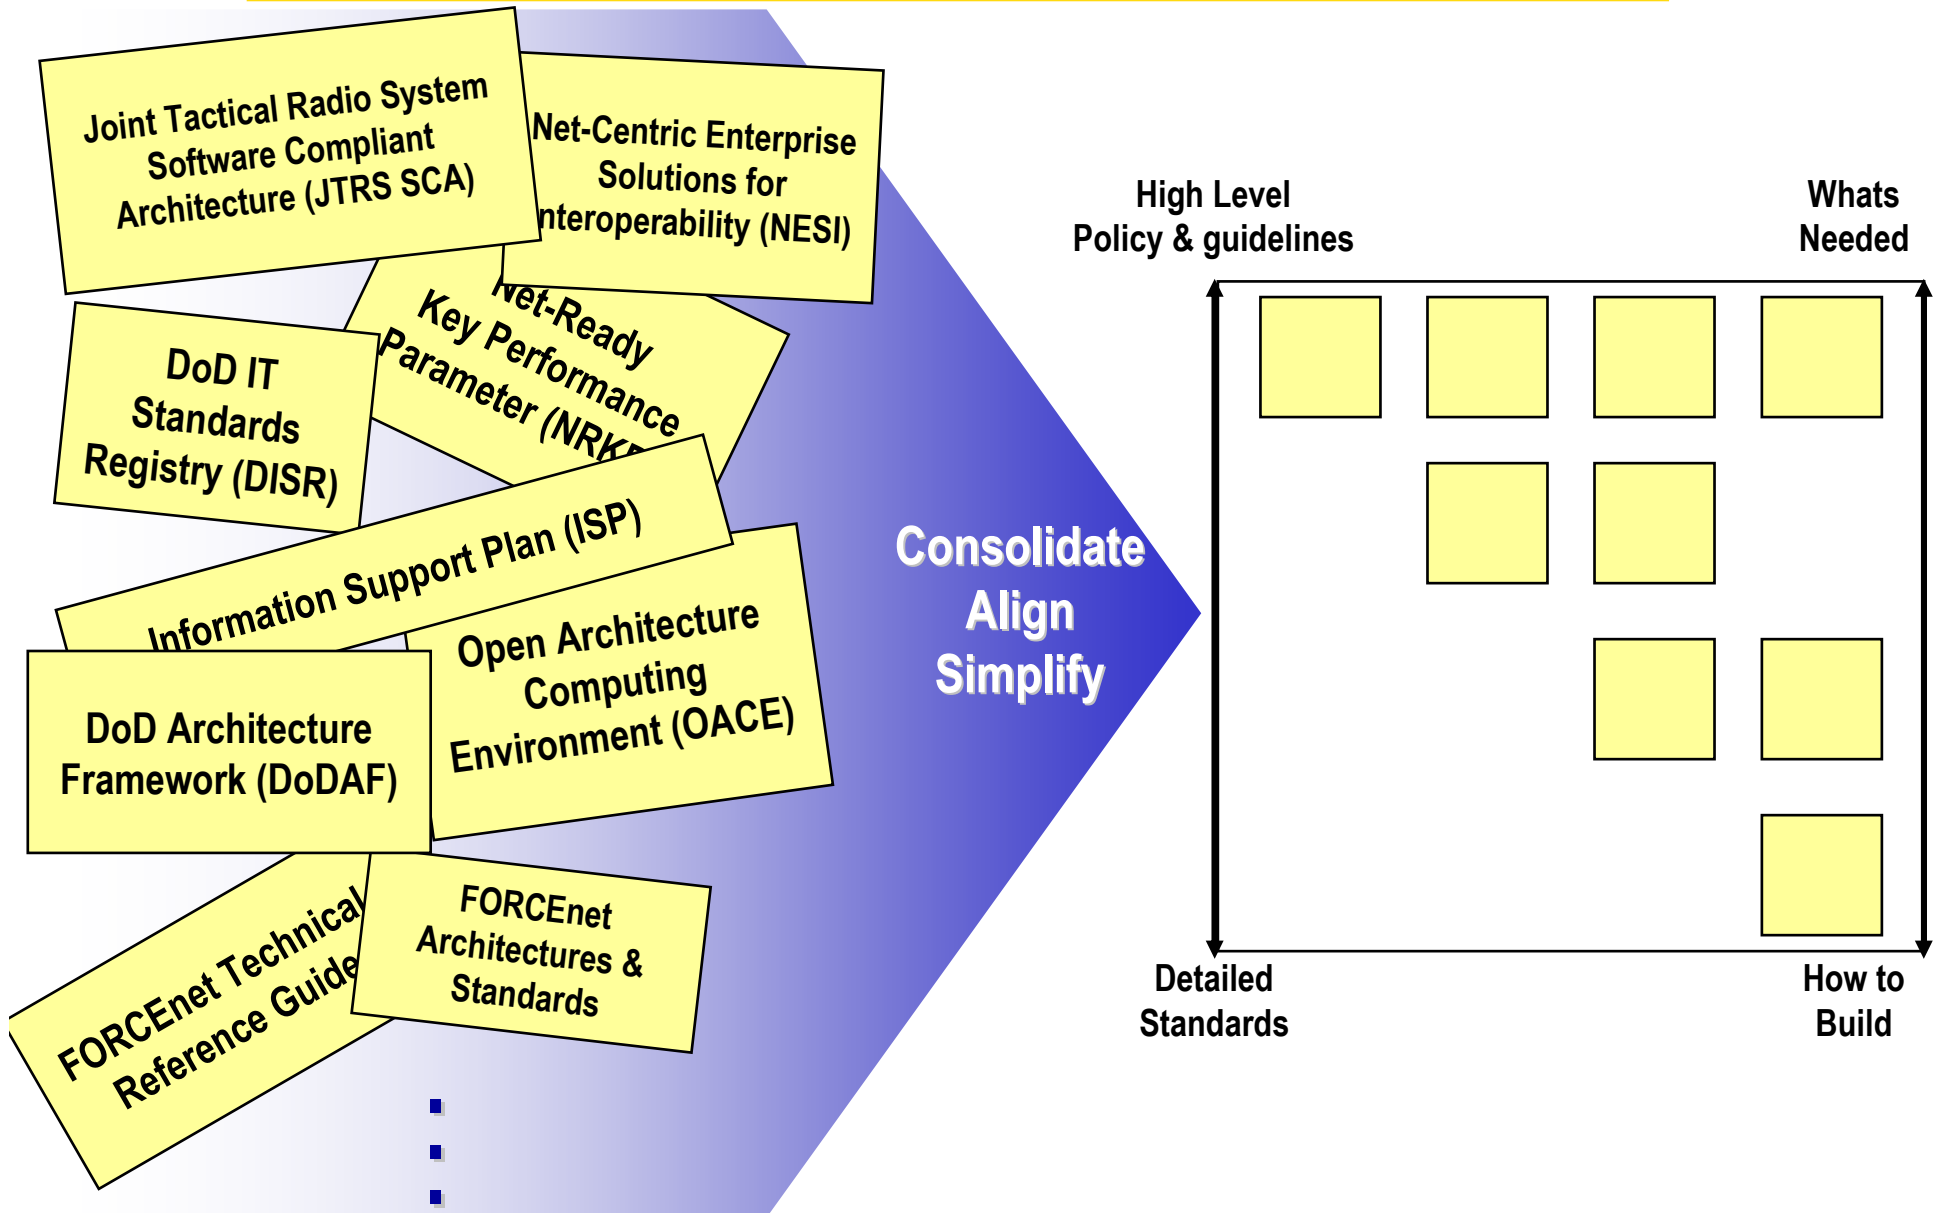 Joint Tactical Radio System
Software Compliant
Architecture (JTRS SCA)
Net-Centric Enterprise
Solutions for
nteroperability (NESI)
Net-Ready
Key Performance
Parameter (NRKP
DoD IT
Standards
Registry (DISR)
Information Support Plan (ISP)
Open Architecture
Computing
Environment (OACE)
DoD Architecture
Framework (DoDAF)
FORCEnet Technical
Reference Guide
FORCEnet
Architectures &
Standards
Consolidate
Align
Simplify
High Level
Policy & guidelines
Whats
Needed
Detailed
Standards
How to
Build